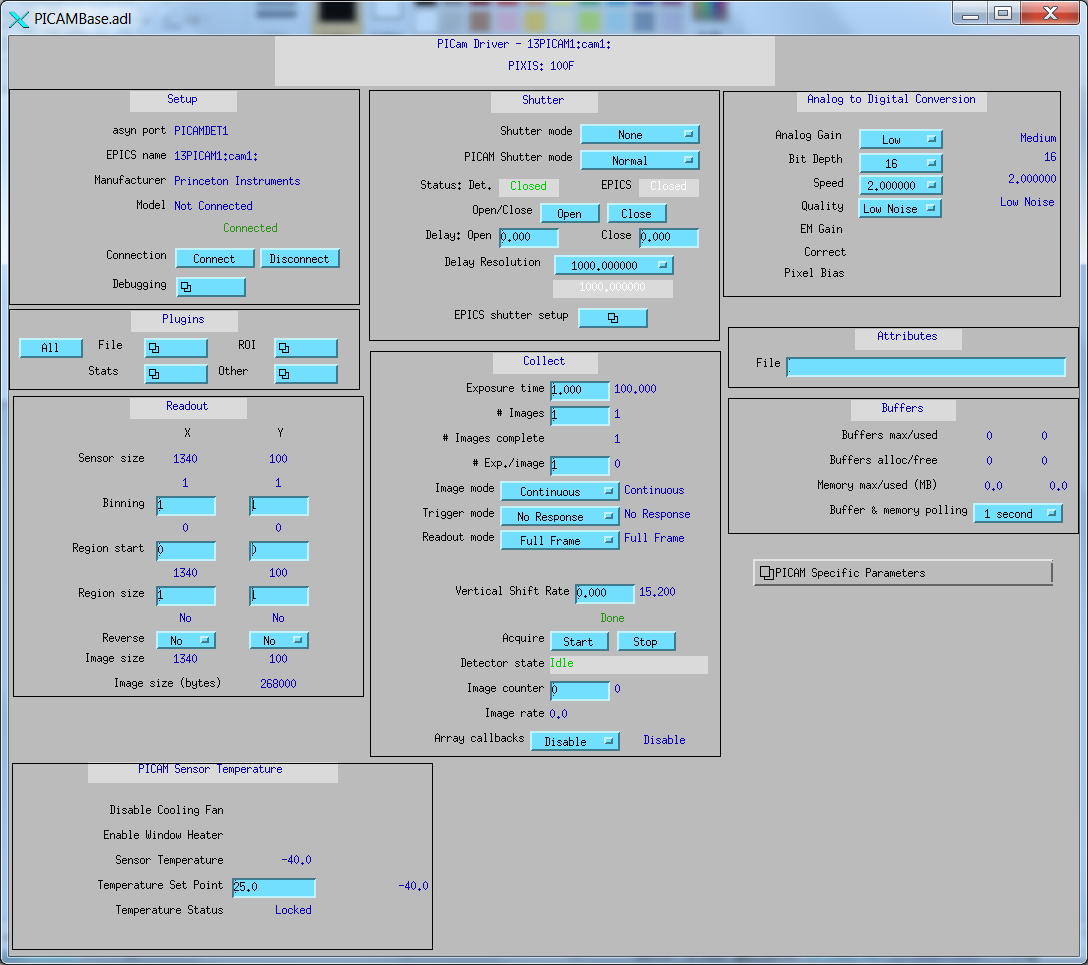 PICAMBase.adl
PICam Driver - 13PICAM1:cam1:
PIXIS: 100F
Setup
asyn port PICAMDET1
EPICS name 13PICAM1:cam1:
Manufacturer Princeton Instruments
Model Not Connected
Connected
Connection Connect Disconnect
Debugging
Plugins
All File ROI
Stats Other
Readout
X Y
Sensor size 1340 100
1 1
Binning 1 1
0 0
Region start 0 0
1340 100
Region size 1 1
No No
Reverse No No
Image size 1340 100
Image size (bytes) 268000
Shutter
Shutter mode None
PICAM Shutter mode Normal
Status: Det. Closed EPICS Closed
Open/Close Open Close
Delay: Open 0.000 Close 0.000
Delay Resolution 1000.000000
1000.000000
EPICS shutter setup
Collect
Exposure time 1.000 100.000
# Images 1 1
# Images complete 1
# Exp./image 1 0
Image mode Continuous Continuous
Trigger mode No Response No Response
Readout mode Full Frame Full Frame
Vertical Shift Rate 0.000 15.200
Done
Acquire Start Stop
Detector state Idle
Image counter 0 0
Image rate 0.0
Array callbacks Disable Disable
Analog to Digital Conversion
Analog Gain Low Medium
Bit Depth 16 16
Speed 2.000000 2.000000
Quality Low Noise Low Noise
EM Gain
Correct
Pixel Bias
Attributes
File
Buffers
Buffers max/used 0 0
Buffers alloc/free 0 0
Memory max/used (MB) 0.0 0.0
Buffer & memory polling 1 second
PICAM Specific Parameters
PICAM Sensor Temperature
Disable Cooling Fan
Enable Window Heater
Sensor Temperature -40.0
Temperature Set Point 25.0 -40.0
Temperature Status Locked